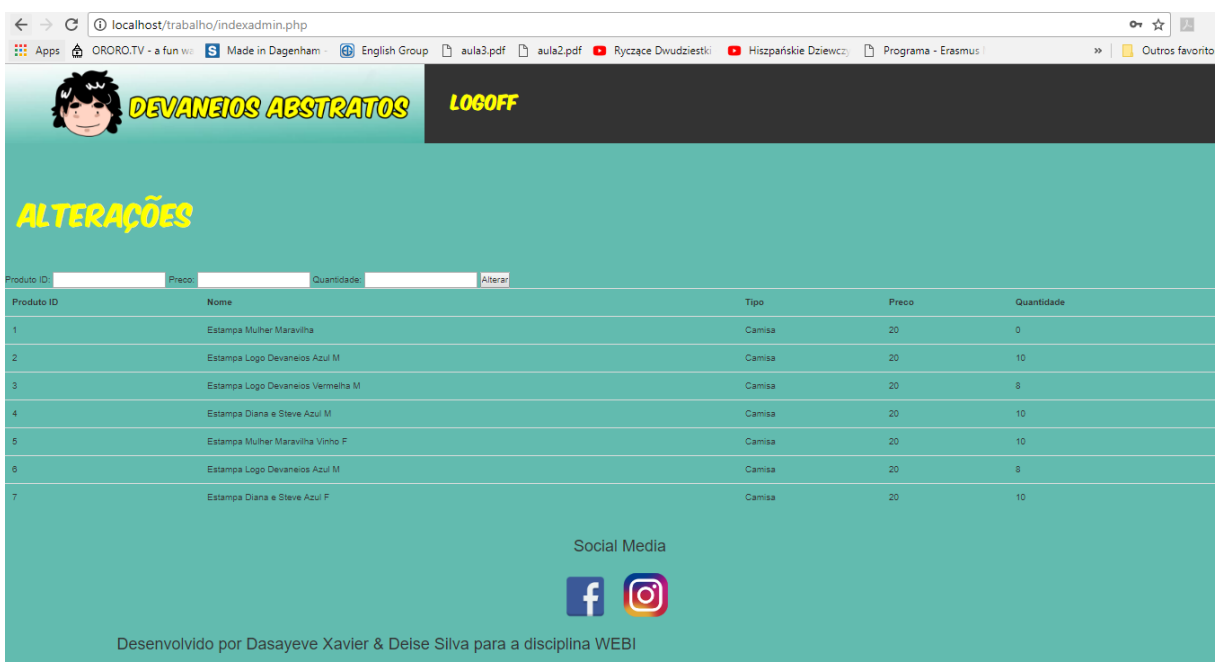 localhost/trabalho/indexadmin.php
Apps ORORO.TV - a fun wa S Made in Dagenham - English Group aula3.pdf aula2.pdf Ryczące Dwudziestki Hiszpańskie Dziewczy Programa - Erasmus » Outros favorito
DEVANEIOS ABSTRATOS LOGOFF
ALTERAÇÕES
Produto ID: Preco: Quantidade: Alterar
Produto ID Nome Tipo Preco Quantidade
1 Estampa Mulher Maravilha Camisa 20 0
2 Estampa Logo Devaneios Azul M Camisa 20 10
3 Estampa Logo Devaneios Vermelha M Camisa 20 8
4 Estampa Diana e Steve Azul M Camisa 20 10
5 Estampa Mulher Maravilha Vinho F Camisa 20 10
6 Estampa Logo Devaneios Azul M Camisa 20 8
7 Estampa Diana e Steve Azul F Camisa 20 10
Social Media
f
Desenvolvido por Dasayeve Xavier & Deise Silva para a disciplina WEBI